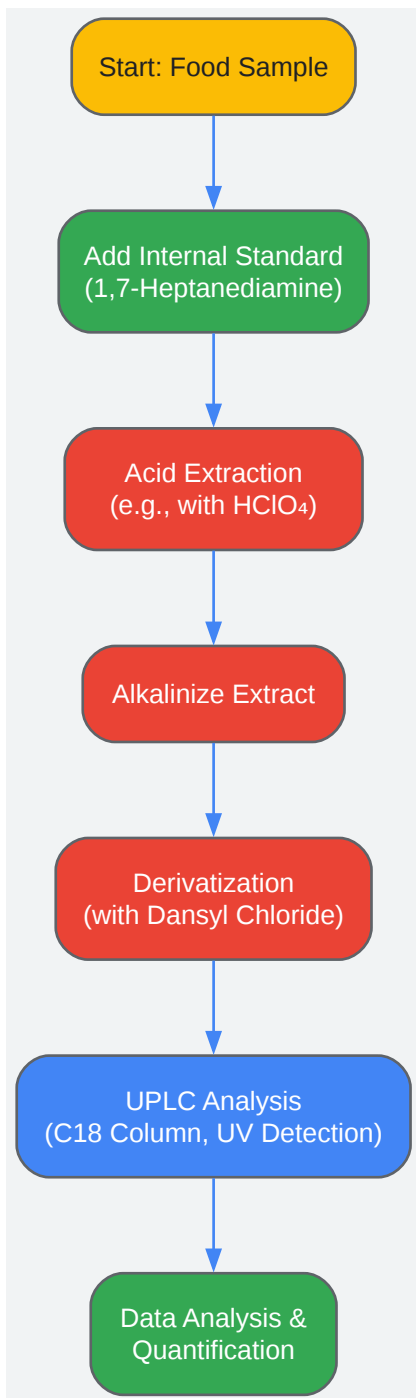 Start: Food Sample
Add Internal Standard
(1,7-Heptanediamine)
Acid Extraction
(e.g., with HClO₄)
Alkalinize Extract
Derivatization
(with Dansyl Chloride)
UPLC Analysis
(C18 Column, UV Detection)
Data Analysis &
Quantification